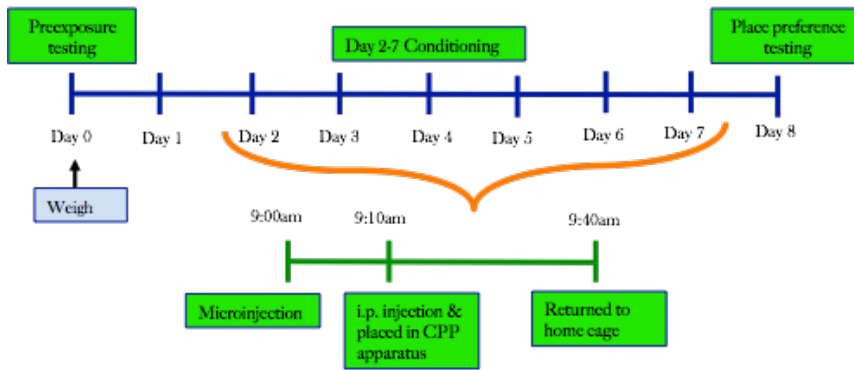 Preexposure
testing
Day 2-7 Conditioning
Place preference
testing
Day 0
Day 1
Day 2
Day 3
Day 4
Day 5
Day 6
Day 7
Day 8
Weigh
9:00am
9:10am
9:40am
Microinjection
i.p. injection &
placed in CPP
apparatus
Returned to
home cage